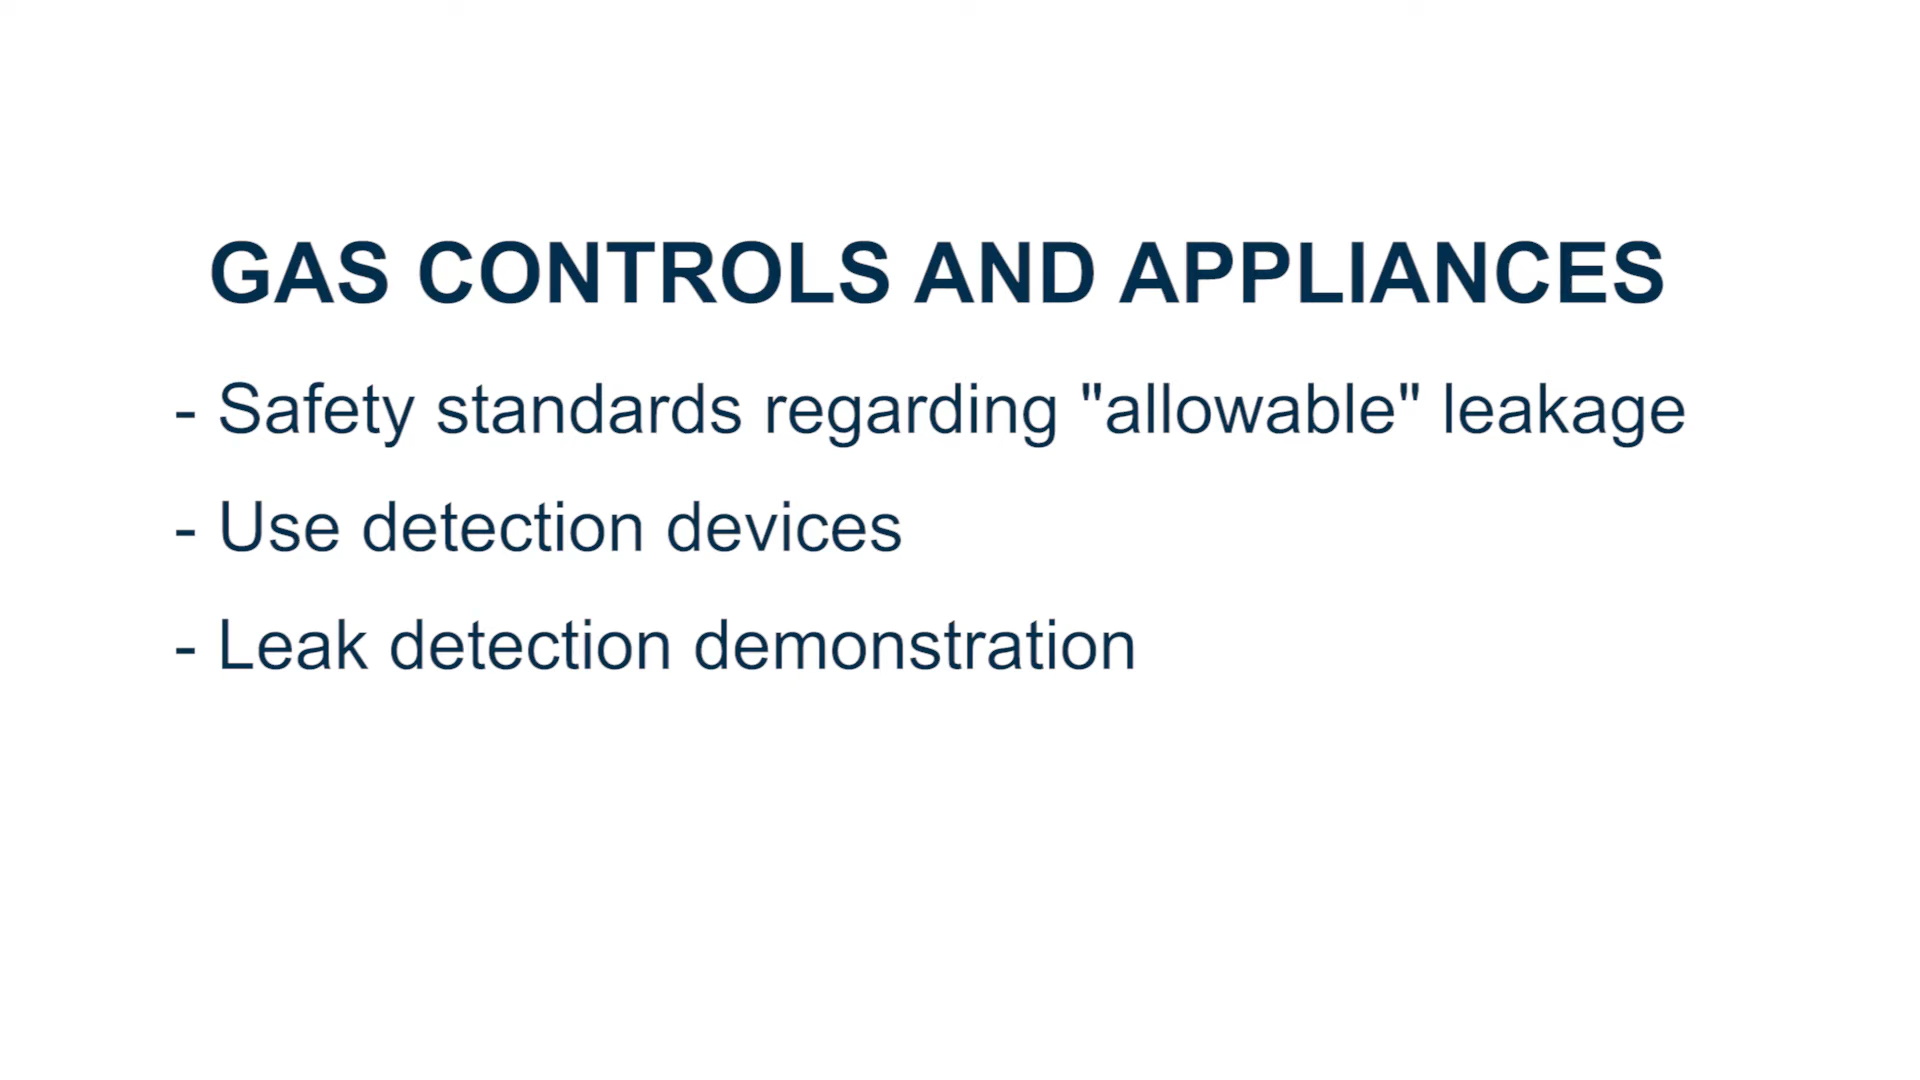 GAS CONTROLS AND APPLIANCES
- Safety standards regarding "allowable" leakage
- Use detection devices
- Leak detection demonstration